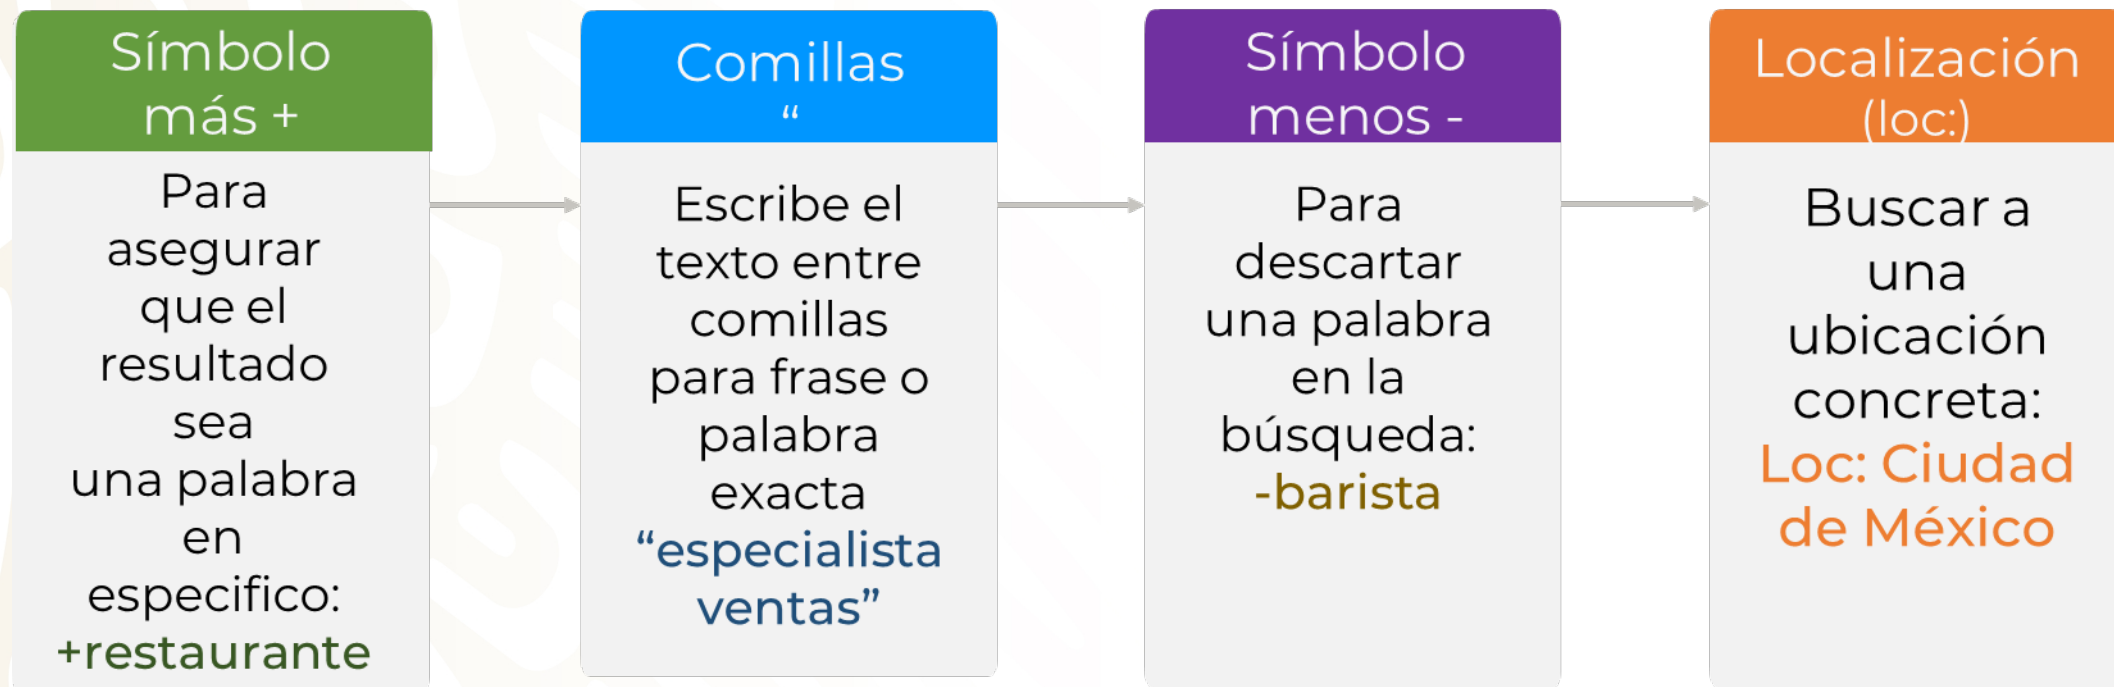 Símbolo
más +
Para
asegurar
que el
resultado
sea
una palabra
en
especifico:
+restaurante
Comillas
“
Escribe el
texto entre
comillas
para frase o
palabra
exacta
“especialista
ventas”
Símbolo
menos -
Para
descartar
una palabra
en la
búsqueda:
-barista
Localización
(loc:)
Buscar a
una
ubicación
concreta:
Loc: Ciudad
de México